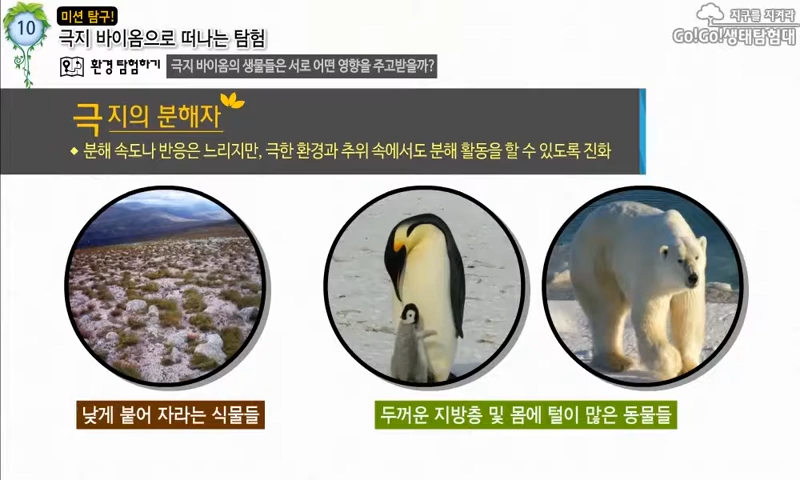 10
미션 탐구!
극지 바이옴으로 떠나는 탐험
환경 탐험하기 극지 바이옴의 생물들은 서로 어떤 영향을 주고받을까?
지구를 지켜라
GO!GO!생태탐험대
극지의 분해자
◆ 분해 속도나 반응은 느리지만, 극한 환경과 추위 속에서도 분해 활동을 할 수 있도록 진화
낮게 붙어 자라는 식물들
두꺼운 지방층 및 몸에 털이 많은 동물들